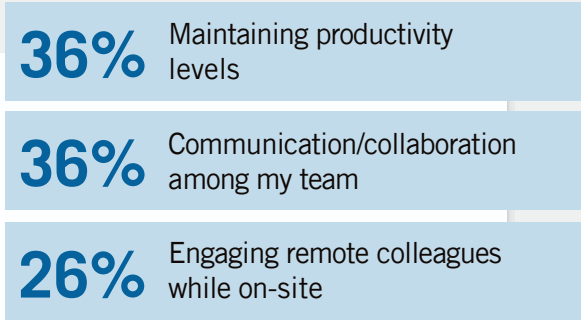 36% Maintaining productivity
levels
36% Communication/collaboration
among my team
26% Engaging remote colleagues
while on-site